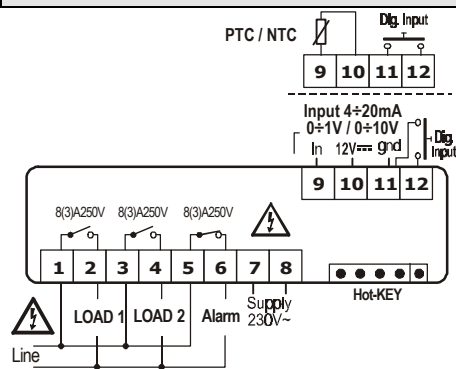 Dig. Input
PTC / NTC
9 10 11 12
Input 4÷20mA
0÷1V / 0÷10V
In 12V gnd
Dig.
Input
9 10 11 12
8(3)A250V 8(3)A250V 8(3)A250V
1 2 3 4 5 6 7 8
Hot-KEY
LOAD 1 LOAD 2 Alarm
Supply
230V~
Line